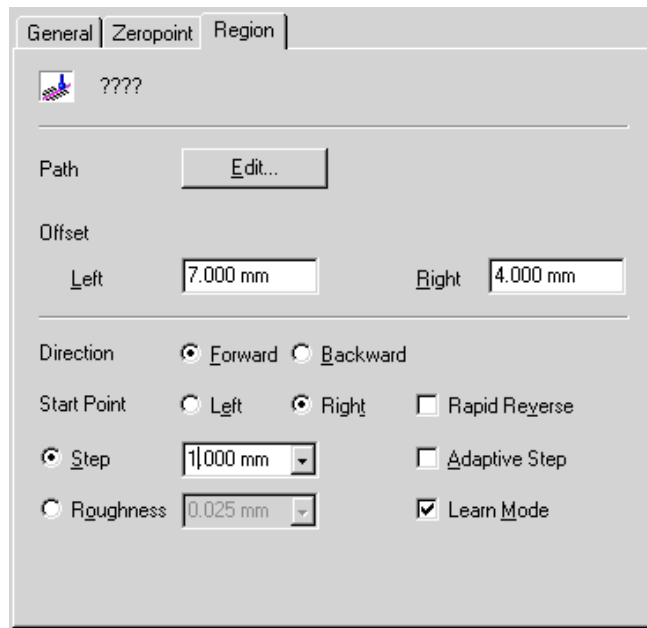 General Zeropoint Region
????
Path Edit...
Offset
Left 7.000 mm Right 4.000 mm
Direction Forward Backward
Start Point Left Right Rapid Reverse
Step 1.000 mm Adaptive Step
Roughness 0.025 mm Learn Mode